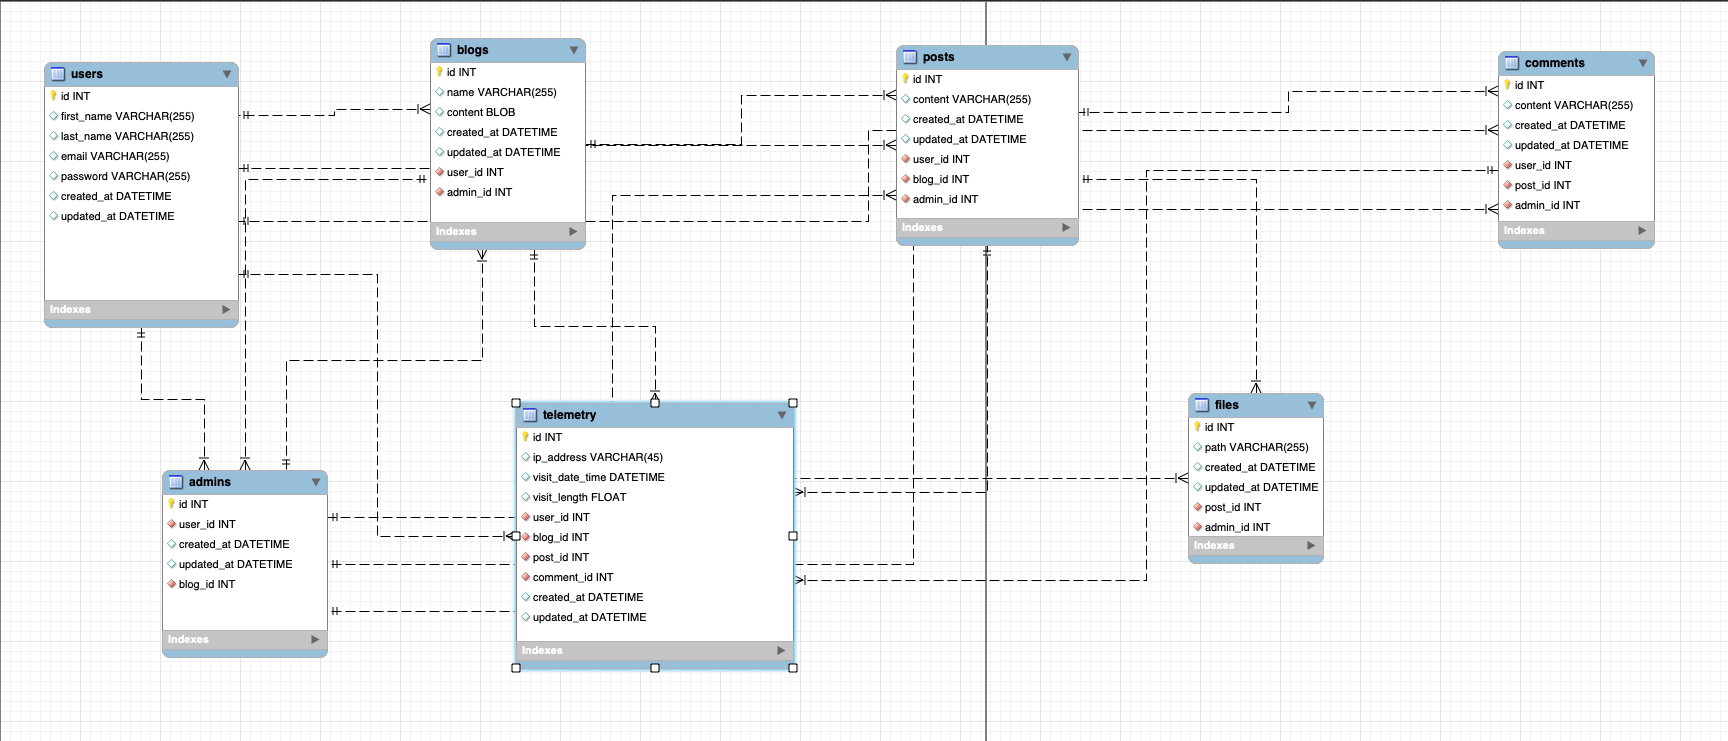 users
id INT
first_name VARCHAR(255)
last_name VARCHAR(255)
email VARCHAR(255)
password VARCHAR(255)
created_at DATETIME
updated_at DATETIME
Indexes
blogs
id INT
name VARCHAR(255)
content BLOB
created_at DATETIME
updated_at DATETIME
user_id INT
admin_id INT
Indexes
posts
id INT
content VARCHAR(255)
created_at DATETIME
updated_at DATETIME
user_id INT
blog_id INT
admin_id INT
Indexes
comments
id INT
content VARCHAR(255)
created_at DATETIME
updated_at DATETIME
user_id INT
post_id INT
admin_id INT
Indexes
admins
id INT
user_id INT
created_at DATETIME
updated_at DATETIME
blog_id INT
Indexes
telemetry
id INT
ip_address VARCHAR(45)
visit_date_time DATETIME
visit_length FLOAT
user_id INT
blog_id INT
post_id INT
comment_id INT
created_at DATETIME
updated_at DATETIME
Indexes
files
id INT
path VARCHAR(255)
created_at DATETIME
updated_at DATETIME
post_id INT
admin_id INT
Indexes